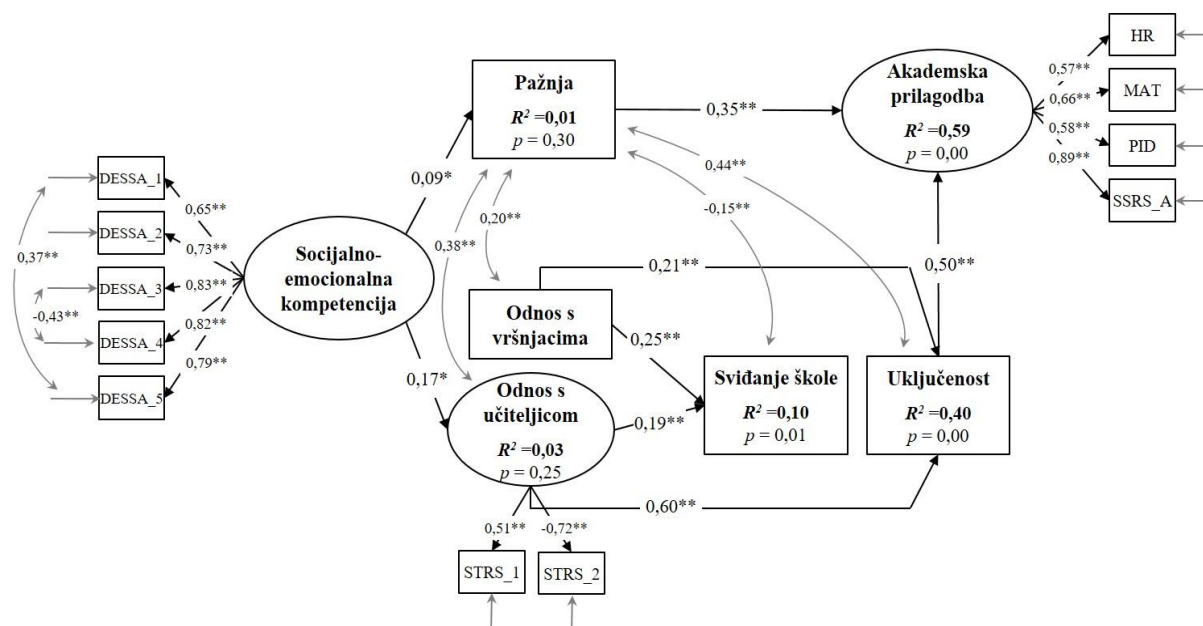 HR
MAT
PID
SSRS_A
0,57**
0,66**
0,58**
0,89**
Akademska
prilagodba
R² =0,59
p = 0,00
Pažnja
R² =0,01
p = 0,30
0,35**
0,44**
-0,15**
0,20**
0,38**
0,09*
DESSA_1
DESSA_2
DESSA_3
DESSA_4
DESSA_5
0,37**
-0,43**
0,65**
0,73**
0,83**
0,82**
0,79**
Socijalno-
emocionalna
kompetencija
0,17*
Odnos s
vršnjacima
0,21**
0,25**
0,50**
Odnos s
učiteljicom
R² =0,03
p = 0,25
0,19**
Sviđanje škole
R² =0,10
p = 0,01
Uključenost
R² =0,40
p = 0,00
0,60**
0,51**
-0,72**
STRS_1
STRS_2